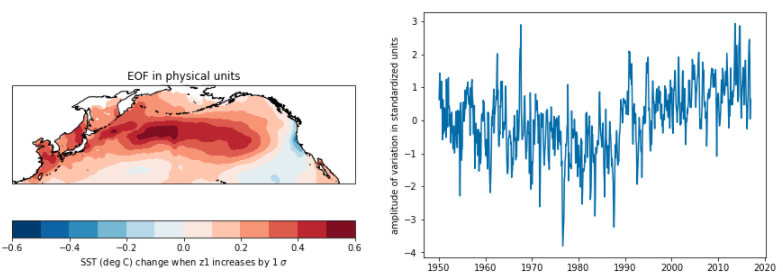 EOF in physical units
−0.6 −0.4 −0.2 0.0 0.2 0.4 0.6
SST (deg C) change when z1 increases by 1 σ
amplitude of variation in standardized units
3
2
1
0
−1
−2
−3
−4
1950 1960 1970 1980 1990 2000 2010 2020